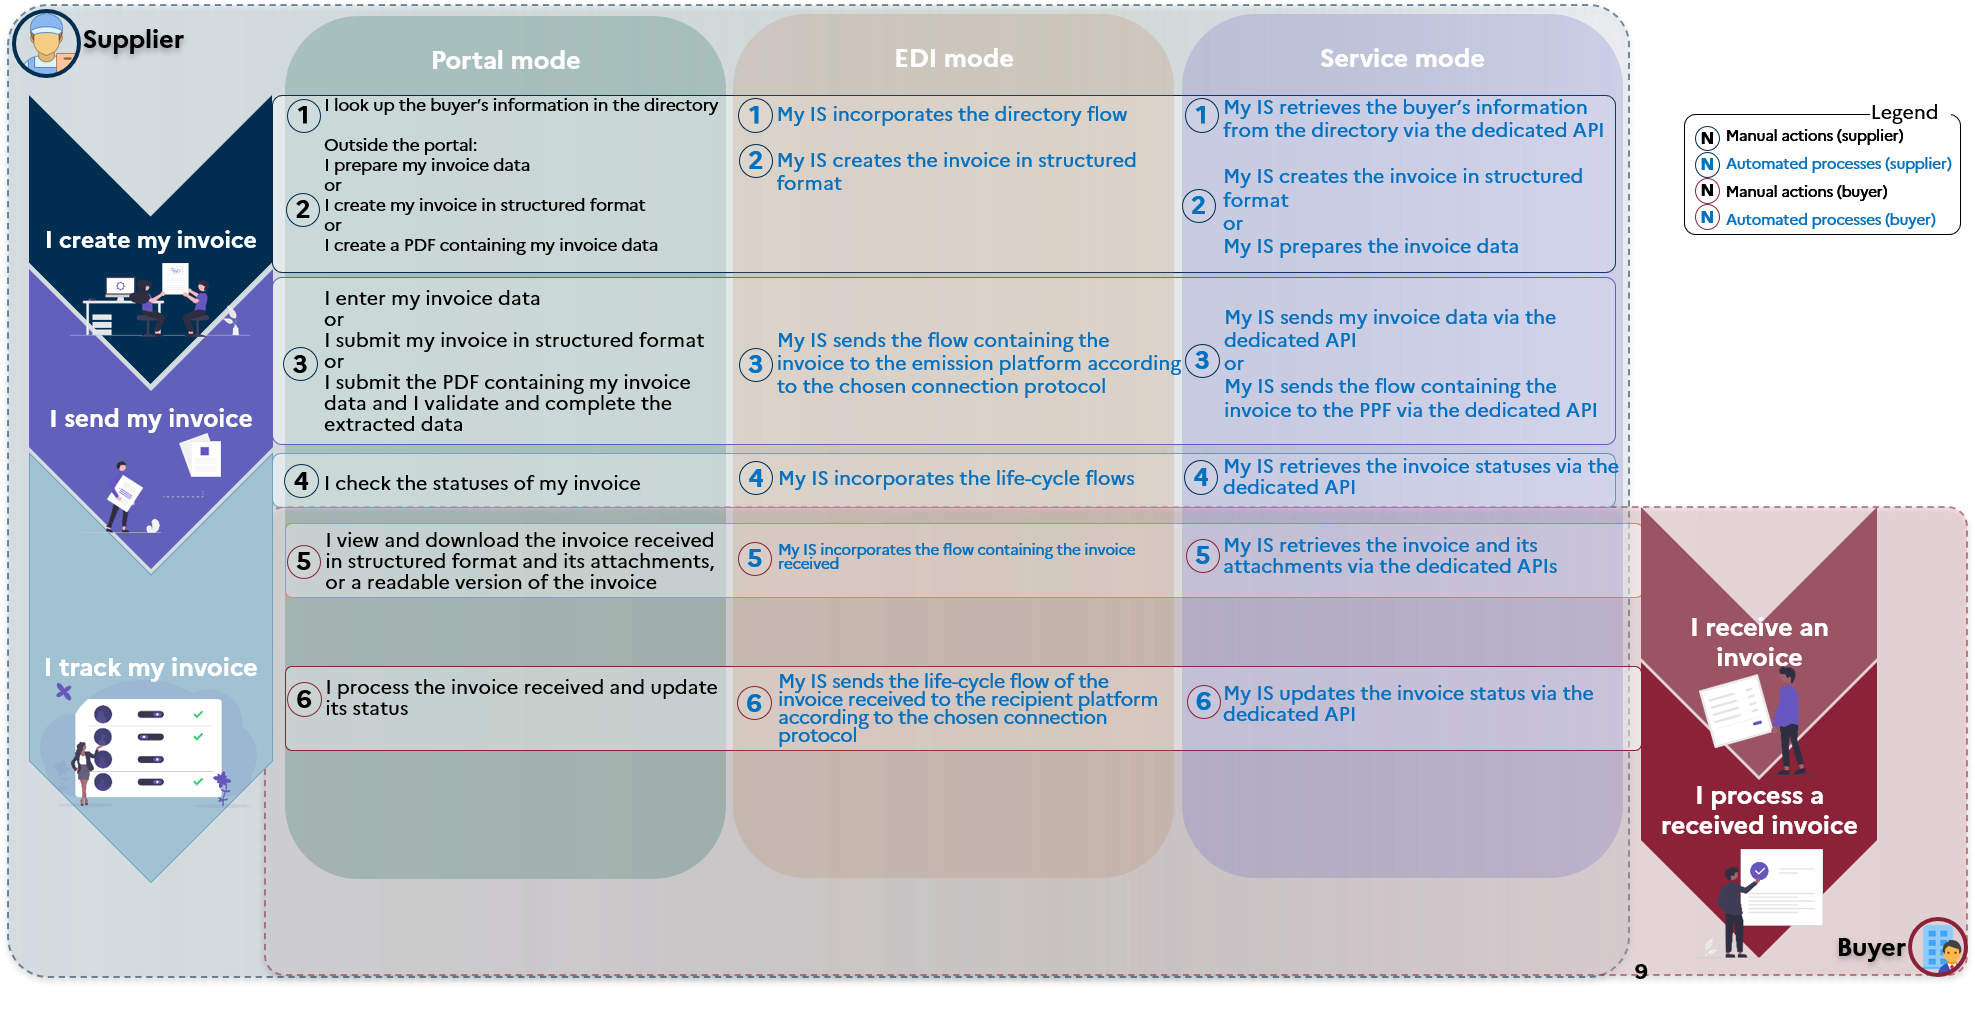 Supplier
Portal mode
EDI mode
Service mode
Legend
N Manual actions (supplier)
N Automated processes (supplier)
N Manual actions (buyer)
N Automated processes (buyer)
I create my invoice
1
I look up the buyer’s information in the directory
2
Outside the portal:
I prepare my invoice data
or
I create my invoice in structured format
or
I create a PDF containing my invoice data
1
My IS incorporates the directory flow
2
My IS creates the invoice in structured
format
1
My IS retrieves the buyer’s information
from the directory via the dedicated API
2
My IS creates the invoice in structured
format
or
My IS prepares the invoice data
I send my invoice
3
I enter my invoice data
or
I submit my invoice in structured format
or
I submit the PDF containing my invoice
data and I validate and complete the
extracted data
3
My IS sends the flow containing the
invoice to the emission platform according
to the chosen connection protocol
3
My IS sends my invoice data via the
dedicated API
or
My IS sends the flow containing the
invoice to the PPF via the dedicated API
I track my invoice
4
I check the statuses of my invoice
4
My IS incorporates the life-cycle flows
4
My IS retrieves the invoice statuses via the
dedicated API
5
I view and download the invoice received
in structured format and its attachments,
or a readable version of the invoice
5
My IS incorporates the flow containing the invoice
received
5
My IS retrieves the invoice and its
attachments via the dedicated APIs
I receive an
invoice
6
I process the invoice received and update
its status
6
My IS sends the life-cycle flow of the
invoice received to the recipient platform
according to the chosen connection
protocol
6
My IS updates the invoice status via the
dedicated API
I process a
received invoice
Buyer
9